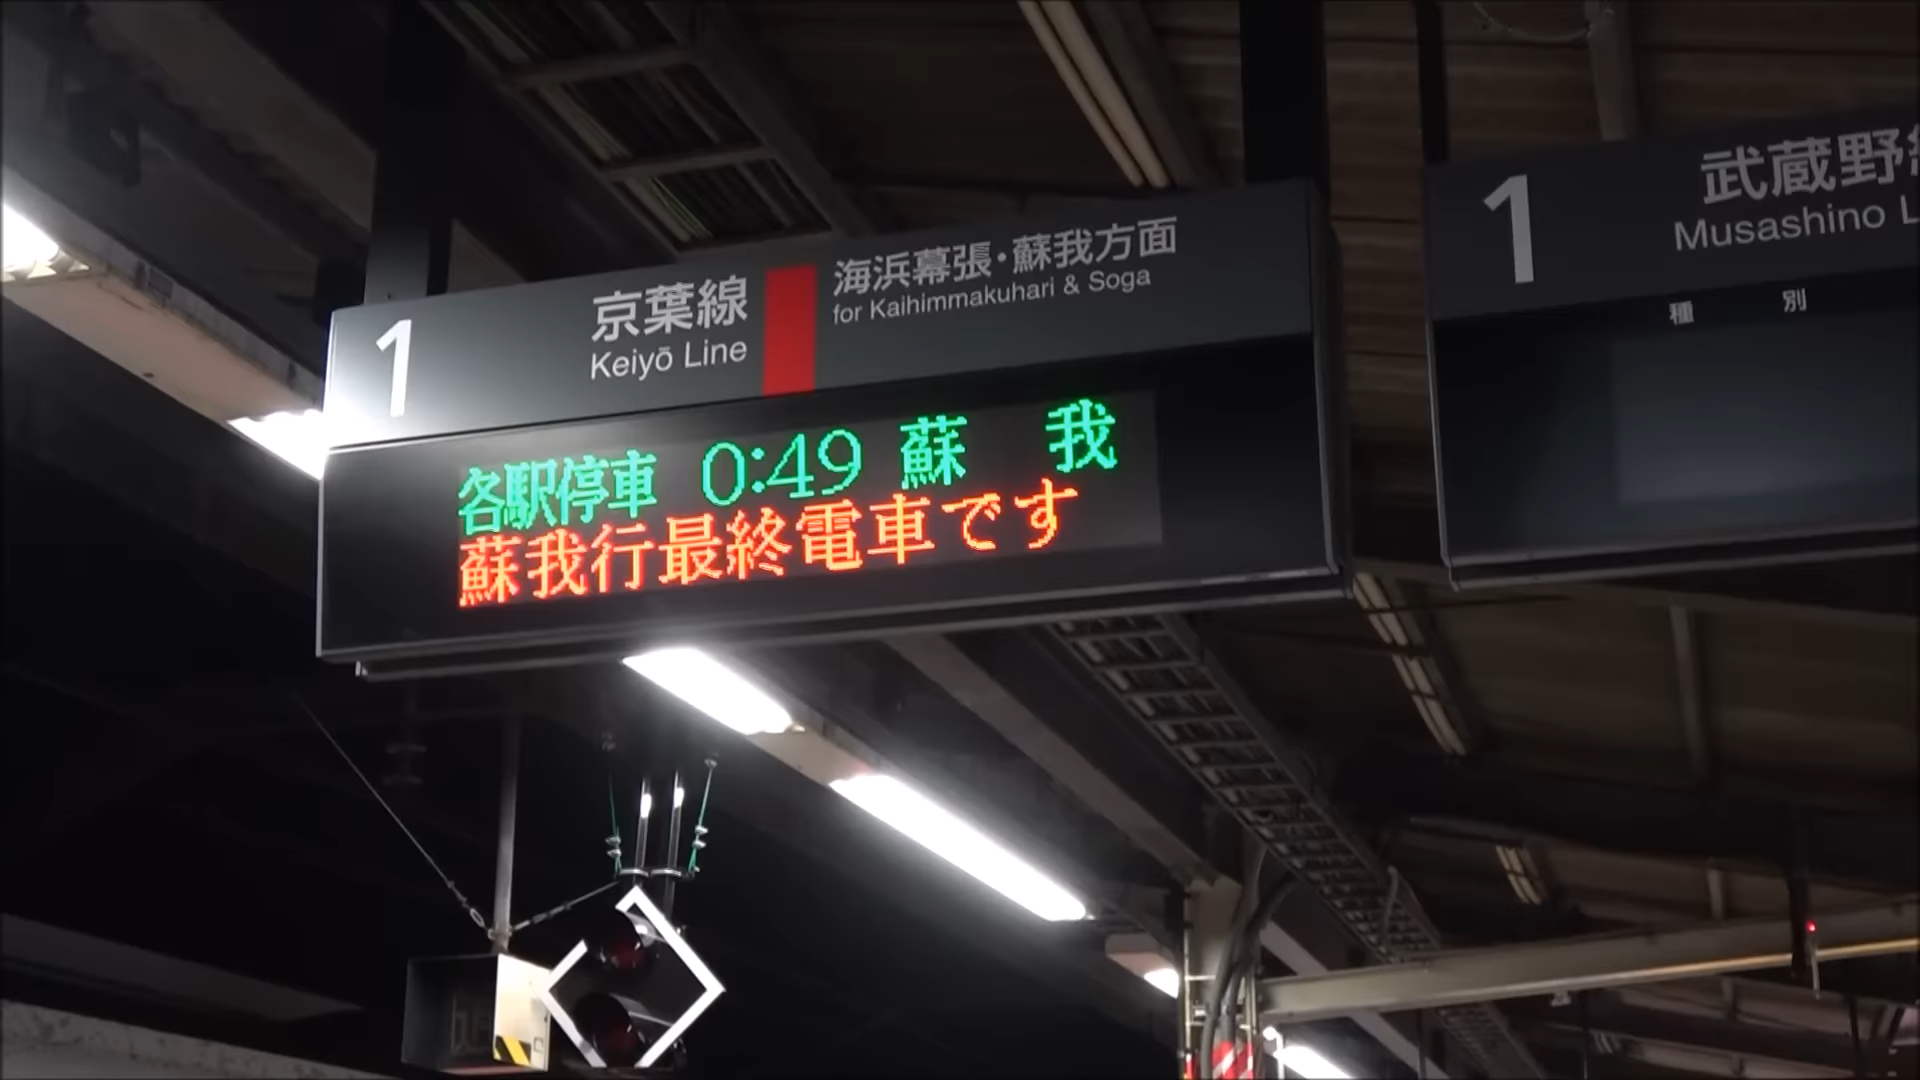 1
京葉線
Keiyō Line
海浜幕張・蘇我方面
for Kaihimmakuhari & Soga
各駅停車 0:49 蘇 我
蘇我行最終電車です
1
武蔵野
Musashino L
種 別